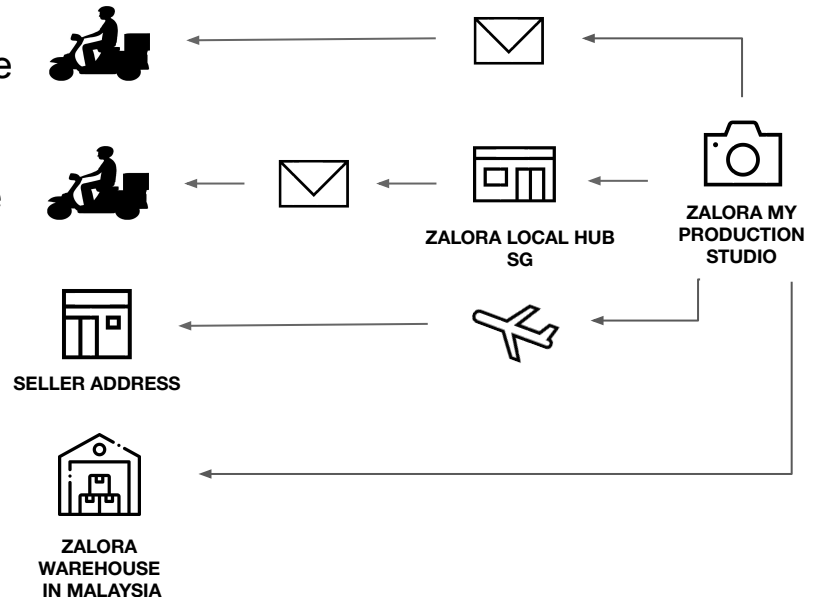 ZALORA MY
PRODUCTION
STUDIO
ZALORA LOCAL HUB
SG
SELLER ADDRESS
ZALORA
WAREHOUSE
IN MALAYSIA